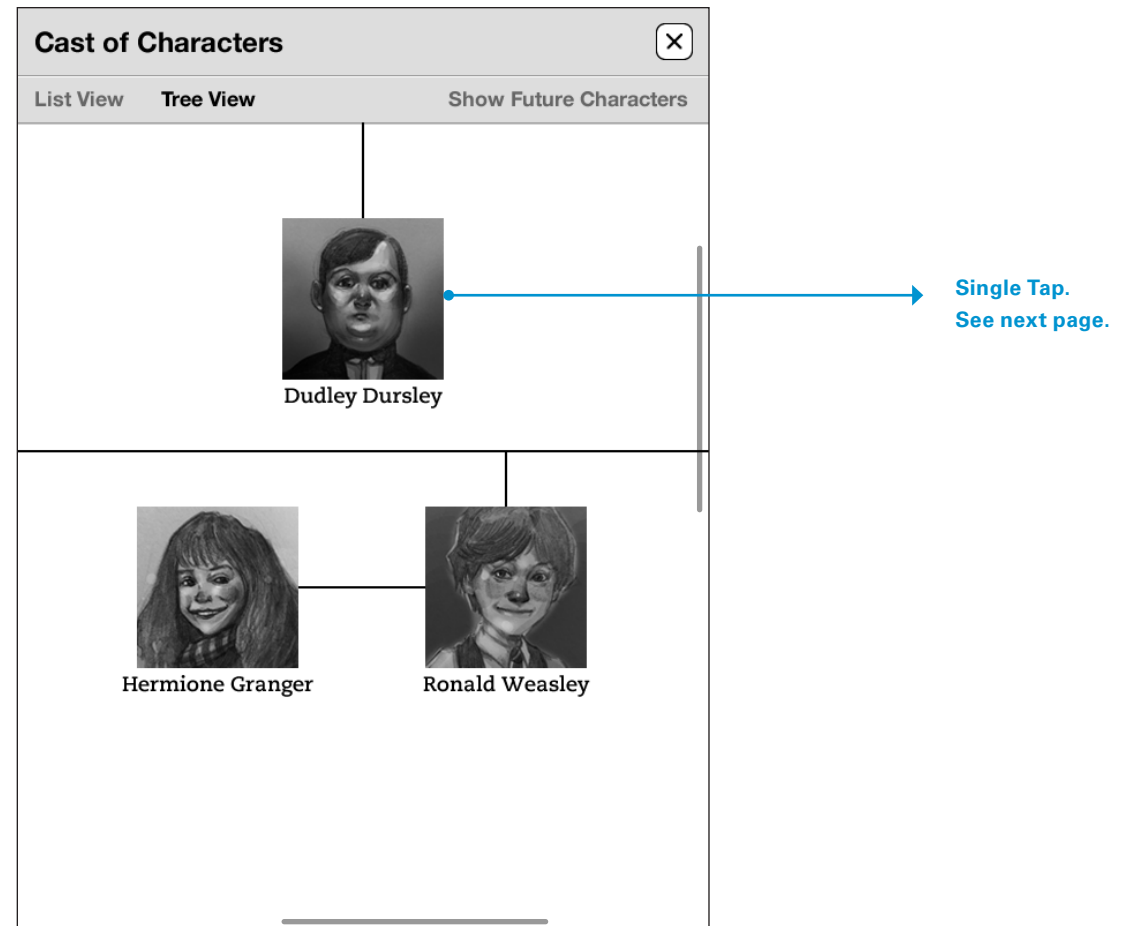 Cast of Characters
List View Tree View Show Future Characters
Dudley Dursley
Single Tap.
See next page.
Hermione Granger Ronald Weasley